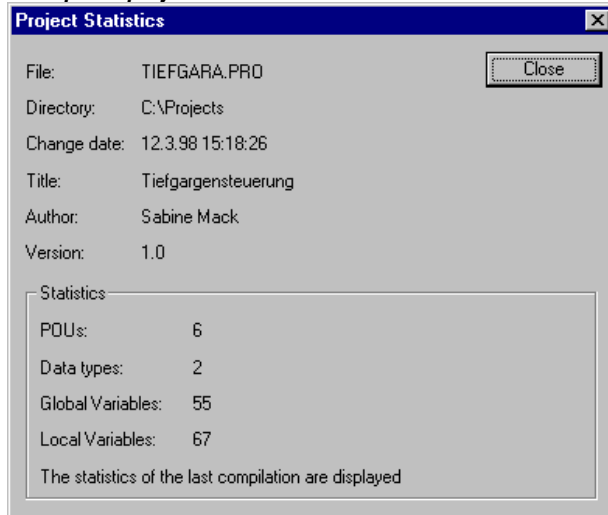 Project Statistics
File: TIEFGARA.PRO
Close
Directory: C:\Projects
Change date: 12.3.98 15:18:26
Title: Tiefgargensteuerung
Author: Sabine Mack
Version: 1.0
Statistics
POUs: 6
Data types: 2
Global Variables: 55
Local Variables: 67
The statistics of the last compilation are displayed